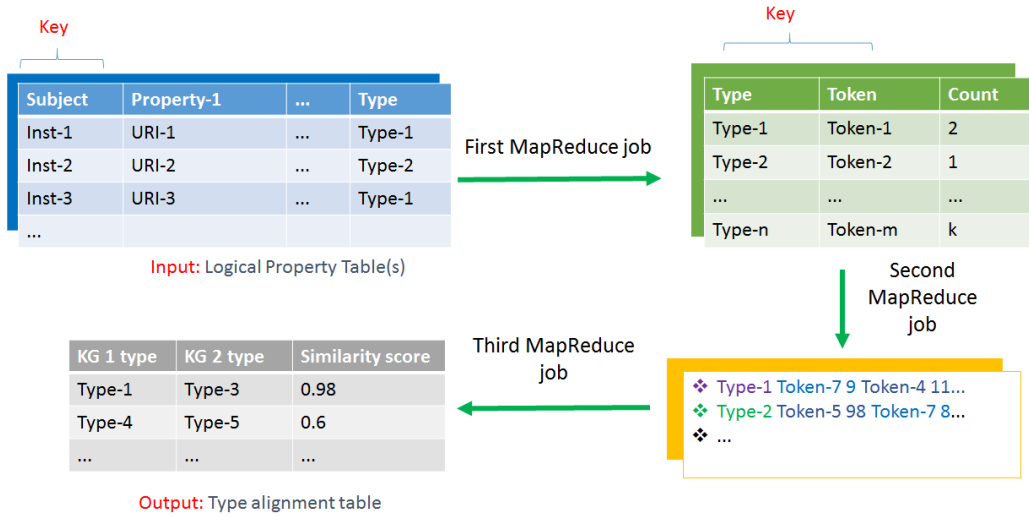 Key
Subject Property-1 ... Type
Inst-1 URI-1 ... Type-1
Inst-2 URI-2 ... Type-2
Inst-3 URI-3 ... Type-1
...
Input: Logical Property Table(s)
First MapReduce job
Key
Type Token Count
Type-1 Token-1 2
Type-2 Token-2 1
... ... ...
Type-n Token-m k
Second
MapReduce
job
❖ Type-1 Token-7 9 Token-4 11...
❖ Type-2 Token-5 98 Token-7 8...
❖ ...
Third MapReduce
job
KG 1 type KG 2 type Similarity score
Type-1 Type-3 0.98
Type-4 Type-5 0.6
... ... ...
Output: Type alignment table